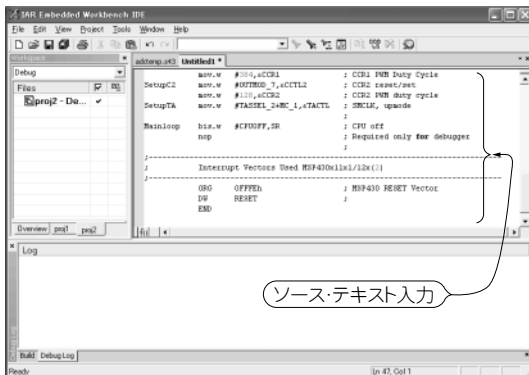 IAR Embedded Workbench IDE
File Edit View Project Tools Window Help
Workspace
Debug
Files
proj2 - De...
Overview proj1 proj2
addtemp.s43 Untitled1 *
mov.w #384,&CCR1 ; CCR1 PWM Duty Cycle
SetupC2 mov.w #OUTMOD_7,&CCTL2 ; CCR2 reset/set
mov.w #128,&CCR2 ; CCR2 PWM Duty Cycle
SetupTA mov.w #TASSEL_2+MC_1,&TACTL ; SMCLK, upmode
;
Mainloop bis.w #CPUOFF,SR ; CPU off
nop ; Required only for debugger
;
;
; Interrupt Vectors Used MSP430x11x1/12x(2)
;
ORG 0FFFEh ; MSP430 RESET Vector
DW RESET ;
END
ソース・テキスト入力
Log
Build Debug Log
Ready
Ln 47, Col 1